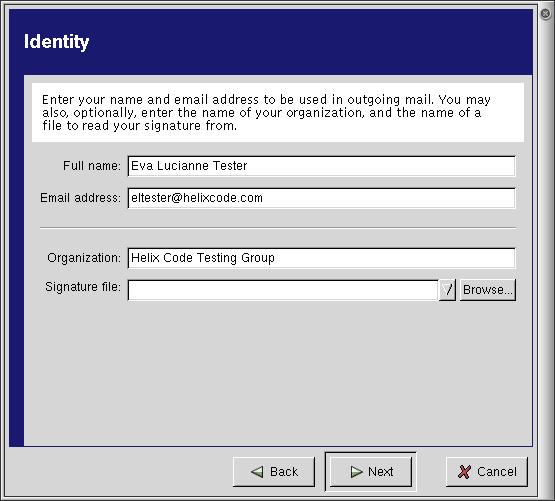 Identity
Enter your name and email address to be used in outgoing mail. You may
also, optionally, enter the name of your organization, and the name of a
file to read your signature from.
Full name: Eva Lucianne Tester
Email address: eltester@helixcode.com
Organization: Helix Code Testing Group
Signature file: Browse...
Back Next Cancel